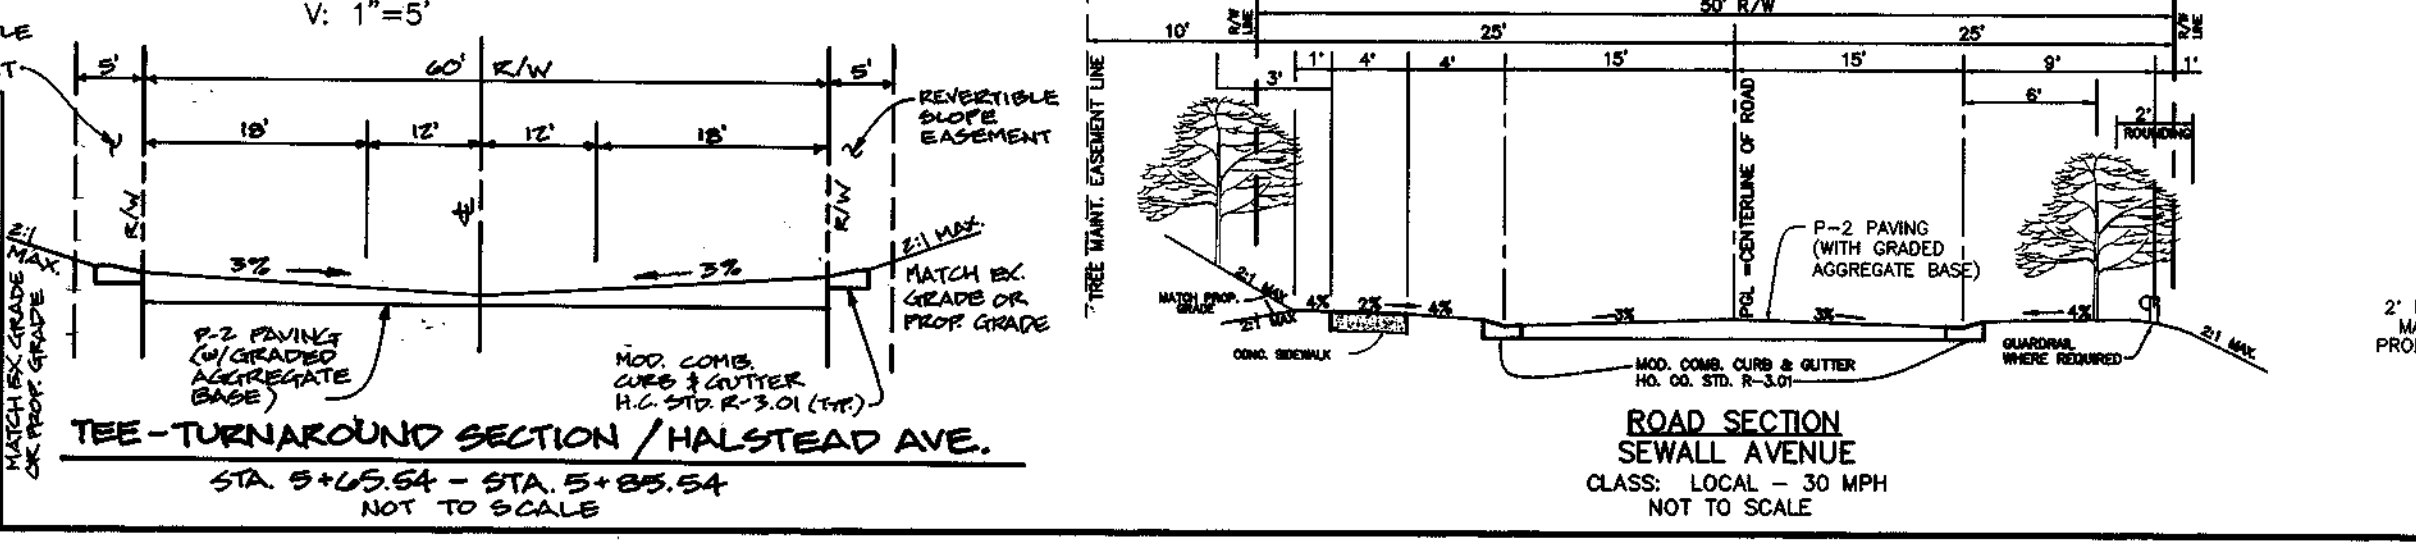 V: 1"=5'
LE
T
5'
60' R/W
5'
18'
12'
12'
18'
REVERTIBLE
SLOPE
EASEMENT
R/W
R/W
2:1
MAX.
2:1 MAX.
3%
3%
MATCH EX. GRADE
OR PROP. GRADE
MATCH EX.
GRADE OR
PROP. GRADE
P-2 PAVING
(W/GRADED
AGGREGATE
BASE)
MOD. COMB.
CURB & GUTTER
H.C. STD. R-3.01 (TYP.)
TEE-TURNAROUND SECTION / HALSTEAD AVE.
STA. 5+65.54 - STA. 5+85.54
NOT TO SCALE
50' R/W
R/W
LINE
R/W
LINE
10'
25'
25'
1'
4'
4'
15'
15'
9'
1'
3'
6'
2'
ROUNDING
TREE MAINT. EASEMENT LINE
PGL =CENTERLINE OF ROAD
P-2 PAVING
(WITH GRADED
AGGREGATE BASE)
2:1 MAX
MATCH PROP.
GRADE
2:1 MAX
4%
2%
4%
3%
3%
4%
2:1 MAX.
CONC. SIDEWALK
MOD. COMB. CURB & GUTTER
HO. CO. STD. R-3.01
GUARDRAIL
WHERE REQUIRED
2'
MA
PRO
ROAD SECTION
SEWALL AVENUE
CLASS: LOCAL - 30 MPH
NOT TO SCALE